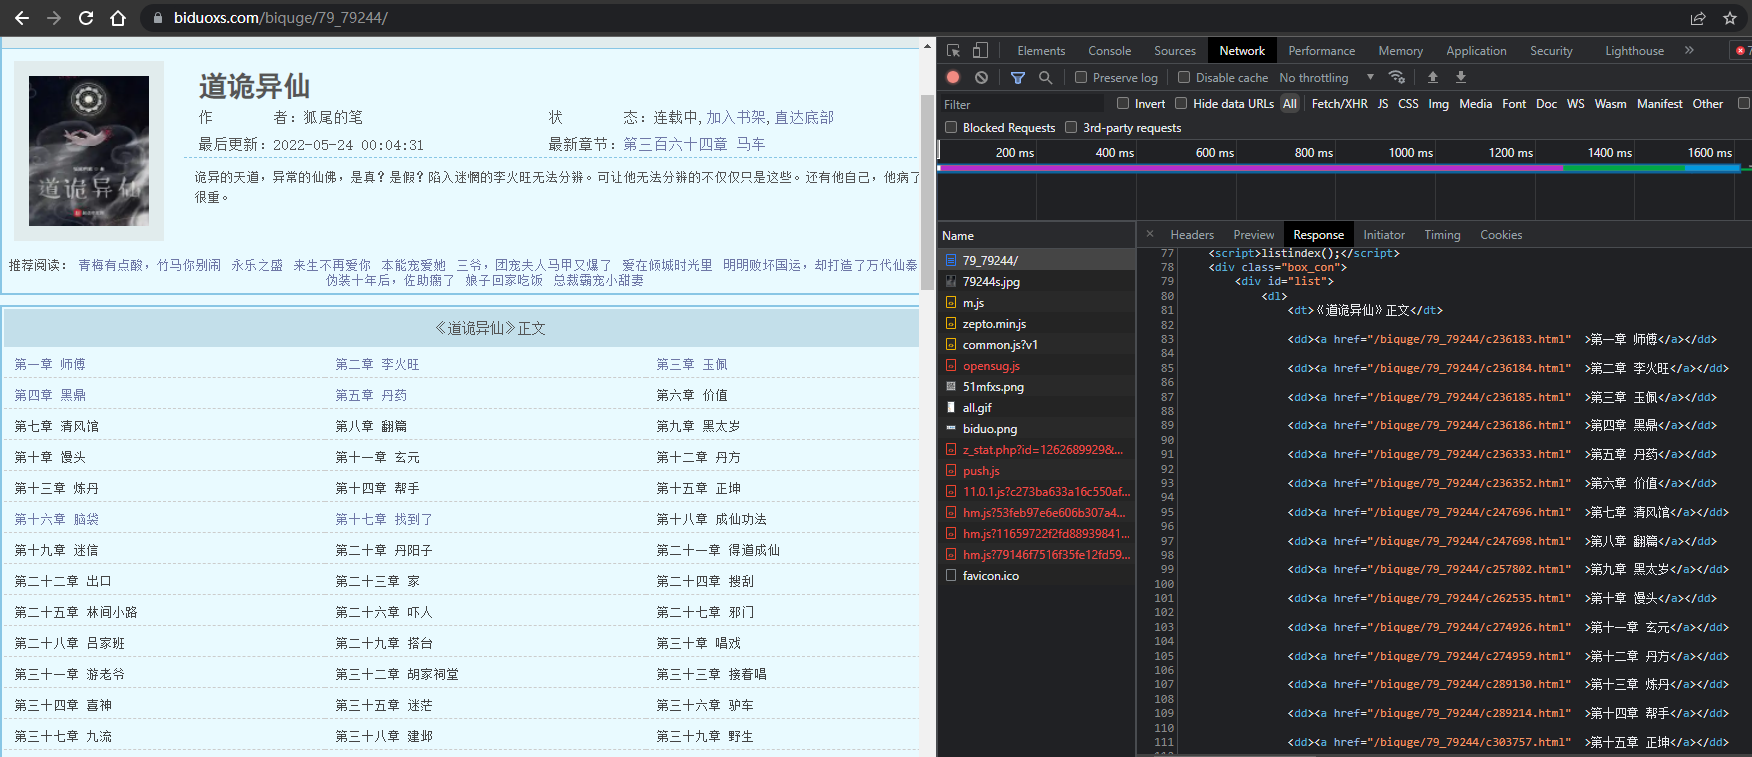 biduoxs.com/biquge/79_79244/
道诡异仙
作 者：狐尾的笔 状 态：连载中,加入书架,直达底部
最后更新：2022-05-24 00:04:31 最新章节：第三百六十四章 马车
诡异的天道，异常的仙佛，是真？是假？陷入迷惘的李火旺无法分辨。可让他无法分辨的不仅仅只是这些。还有他自己，他病了
很重。
道诡异仙
推荐阅读： 青梅有点酸，竹马你别闹 永乐之盛 来生不再爱你 本能宠爱她 三爷，团宠夫人马甲又爆了 爱在倾城时光里 明明败坏国运，却打造了万代仙秦
伪装十年后，佐助瘸了 娘子回家吃饭 总裁霸宠小甜妻
《道诡异仙》正文
第一章 师傅 第二章 李火旺 第三章 玉佩
第四章 黑鼎 第五章 丹药 第六章 价值
第七章 清风馆 第八章 翻篇 第九章 黑太岁
第十章 馒头 第十一章 玄元 第十二章 丹方
第十三章 炼丹 第十四章 帮手 第十五章 正坤
第十六章 脑袋 第十七章 找到了 第十八章 成仙功法
第十九章 迷信 第二十章 丹阳子 第二十一章 得道成仙
第二十二章 出口 第二十三章 家 第二十四章 搜刮
第二十五章 林间小路 第二十六章 吓人 第二十七章 邪门
第二十八章 吕家班 第二十九章 搭台 第三十章 唱戏
第三十一章 游老爷 第三十二章 胡家祠堂 第三十三章 接着唱
第三十四章 喜神 第三十五章 迷茫 第三十六章 驴车
第三十七章 九流 第三十八章 建邺 第三十九章 野生
Elements Console Sources Network Performance Memory Application Security Lighthouse » 7
Preserve log Disable cache No throttling
Filter Invert Hide data URLs All Fetch/XHR JS CSS Img Media Font Doc WS Wasm Manifest Other
Blocked Requests 3rd-party requests
200 ms 400 ms 600 ms 800 ms 1000 ms 1200 ms 1400 ms 1600 ms
Name
79_79244/
79244s.jpg
m.js
zepto.min.js
common.js?v1
opensug.js
51mfxs.png
all.gif
biduo.png
z_stat.php?id=1262689929&...
push.js
11.0.1.js?c273ba633a16c550af...
hm.js?53feb97e6e606b307a4...
hm.js?11659722f2fd88939841...
hm.js?79146f7516f35fe12fd59...
favicon.ico
× Headers Preview Response Initiator Timing Cookies
77 <script>listindex();</script>
78 <div class="box_con">
79 <div id="list">
80 <dl>
81 <dt>《道诡异仙》正文</dt>
82
83 <dd><a href="/biquge/79_79244/c236183.html" >第一章 师傅</a></dd>
84
85 <dd><a href="/biquge/79_79244/c236184.html" >第二章 李火旺</a></dd>
86
87 <dd><a href="/biquge/79_79244/c236185.html" >第三章 玉佩</a></dd>
88
89 <dd><a href="/biquge/79_79244/c236186.html" >第四章 黑鼎</a></dd>
90
91 <dd><a href="/biquge/79_79244/c236333.html" >第五章 丹药</a></dd>
92
93 <dd><a href="/biquge/79_79244/c236352.html" >第六章 价值</a></dd>
94
95 <dd><a href="/biquge/79_79244/c247696.html" >第七章 清风馆</a></dd>
96
97 <dd><a href="/biquge/79_79244/c247698.html" >第八章 翻篇</a></dd>
98
99 <dd><a href="/biquge/79_79244/c257802.html" >第九章 黑太岁</a></dd>
100
101 <dd><a href="/biquge/79_79244/c262535.html" >第十章 馒头</a></dd>
102
103 <dd><a href="/biquge/79_79244/c274926.html" >第十一章 玄元</a></dd>
104
105 <dd><a href="/biquge/79_79244/c274959.html" >第十二章 丹方</a></dd>
106
107 <dd><a href="/biquge/79_79244/c289130.html" >第十三章 炼丹</a></dd>
108
109 <dd><a href="/biquge/79_79244/c289214.html" >第十四章 帮手</a></dd>
110
111 <dd><a href="/biquge/79_79244/c303757.html" >第十五章 正坤</a></dd>